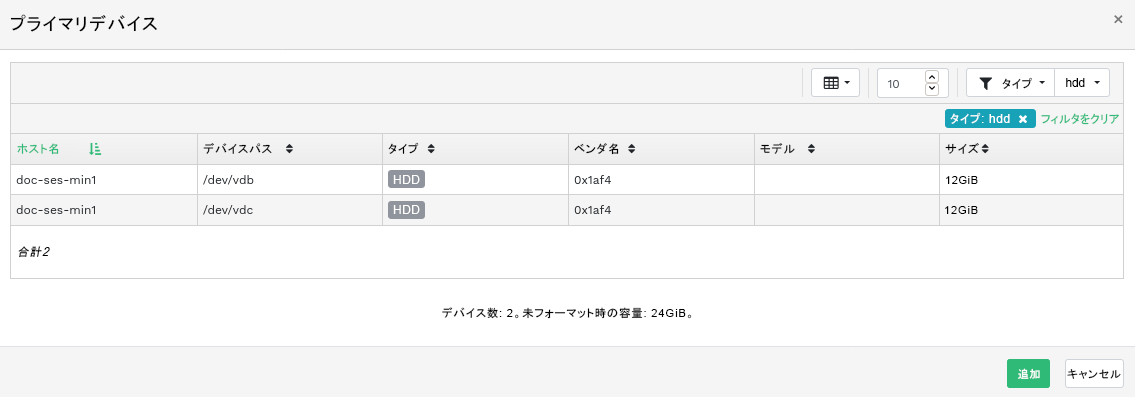 プライマリデバイス ×
10 タイプ hdd
タイプ: hdd × フィルタをクリア
ホスト名 デバイスパス タイプ ベンダ名 モデル サイズ
doc-ses-min1 /dev/vdb HDD 0x1af4 12GiB
doc-ses-min1 /dev/vdc HDD 0x1af4 12GiB
合計2
デバイス数: 2。未フォーマット時の容量: 24GiB。
追加 キャンセル